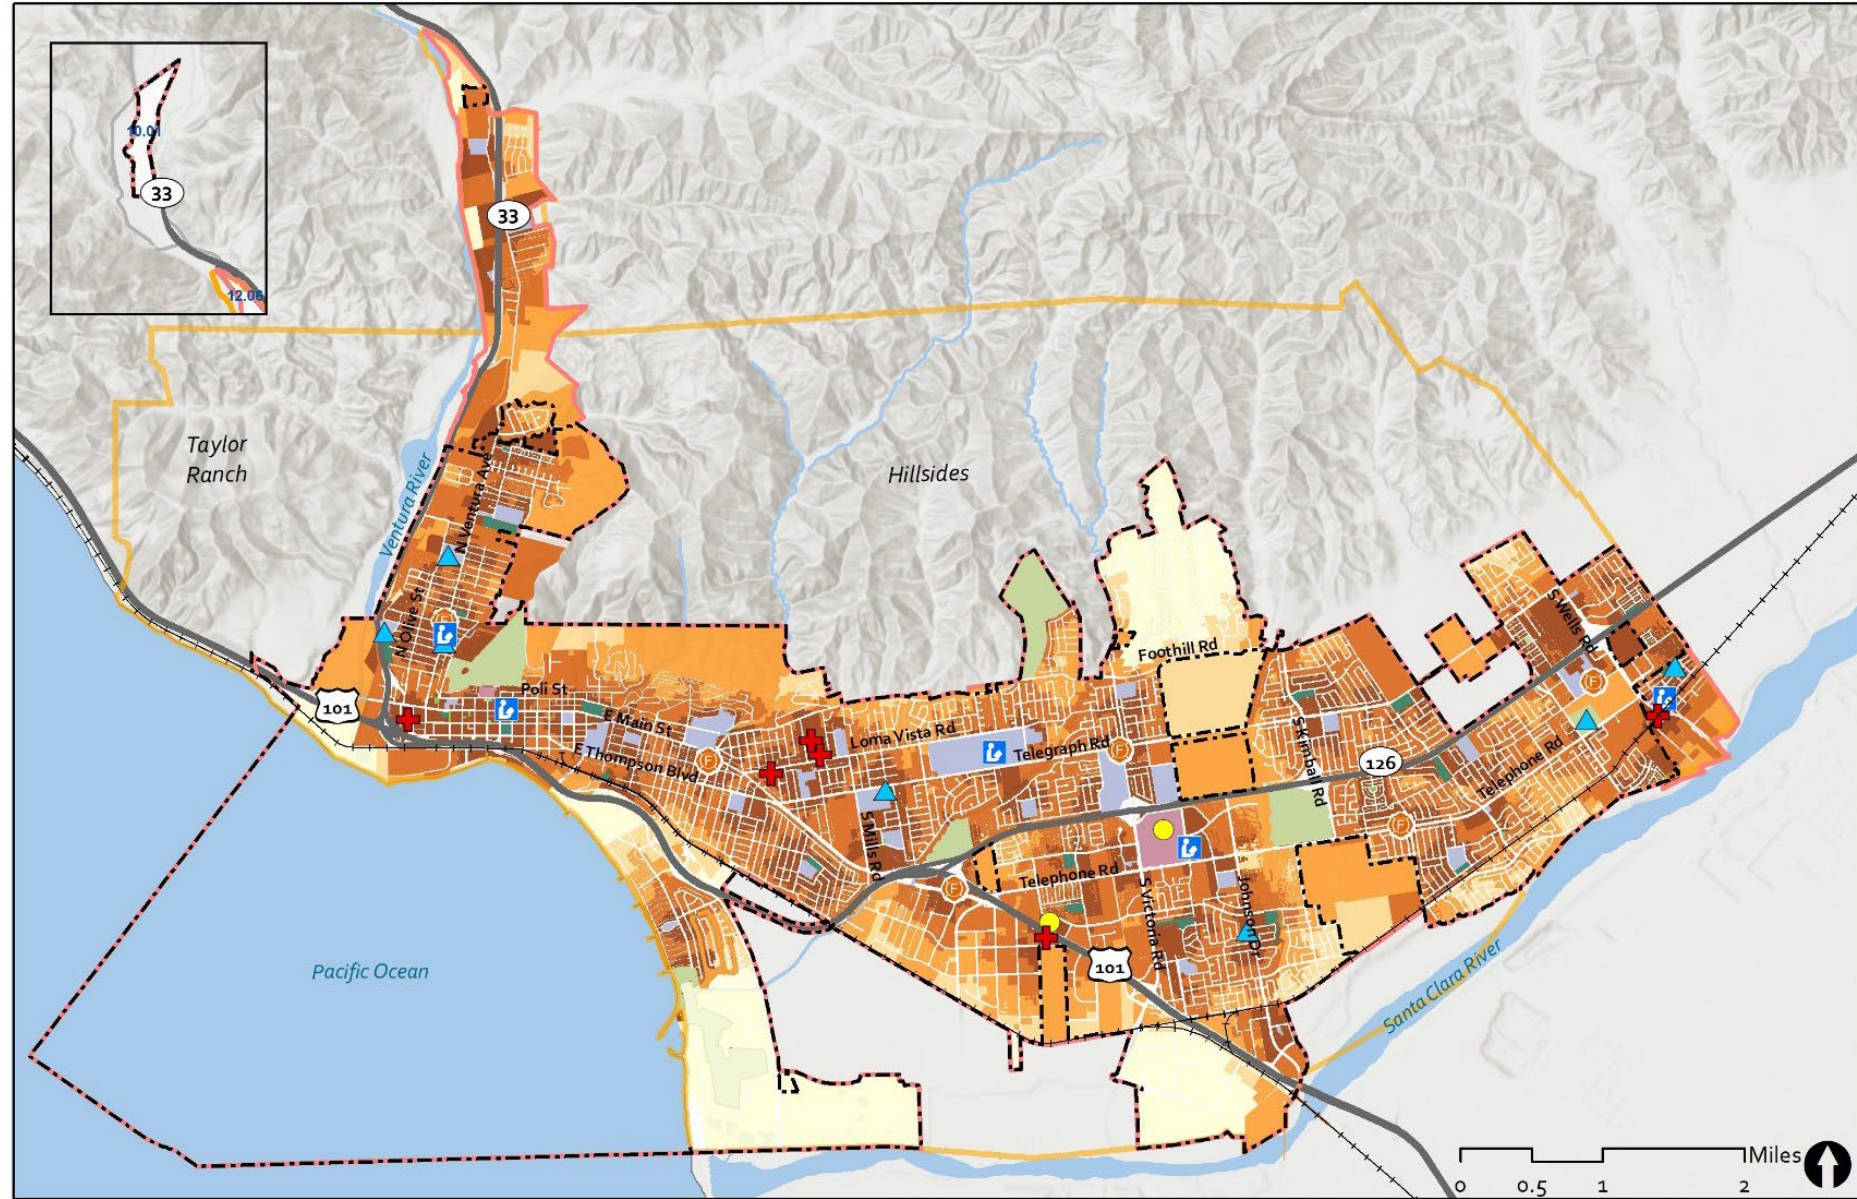 10.01
33
12.06
33
Taylor
Ranch
Hillsides
Ventura River
N Ventura Ave
N Olive St
S Wells Rd
Foothill Rd
Poli St
101
E Main St
Loma Vista Rd
Telegraph Rd
S Kimball Rd
126
E Thompson Blvd
F
F
F
F
F
F
Telephone Rd
S Mills Rd
Telephone Rd
S Victoria Rd
Johnson Dr
101
Pacific Ocean
Santa Clara River
Miles
0
0.5
1
2